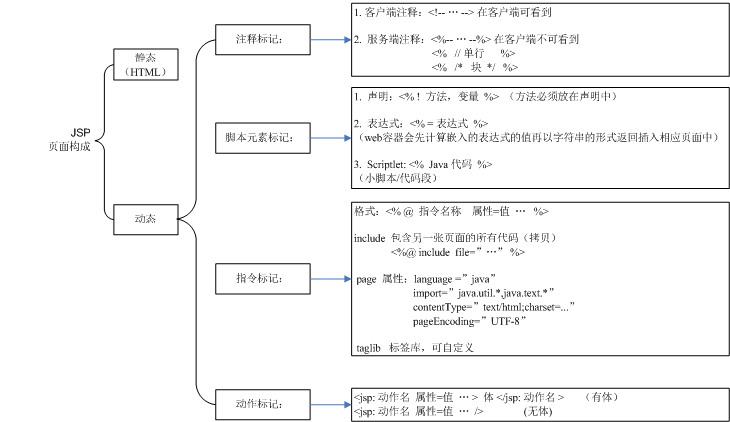 JSP
页面构成
静态
（HTML）
动态
注释标记：
1. 客户端注释：<!-- ··· --> 在客户端可看到
2. 服务端注释：<%-- ··· --%> 在客户端不可看到
<% // 单行 %>
<% /* 块 */ %>
脚本元素标记：
1. 声明：<% ! 方法，变量 %> （方法必须放在声明中）
2. 表达式：<% = 表达式 %>
（web容器会先计算嵌入的表达式的值再以字符串的形式返回插入相应页面中）
3. Scriptlet: <% Java 代码 %>
（小脚本/代码段）
指令标记：
格式：<% @ 指令名称 属性=值 ··· %>
include 包含另一张页面的所有代码（拷贝）
<%@ include file=” ···” %>
page 属性：language =” java”
import=” java.util.*,java.text.*”
contentType=” text/html;charset=...”
pageEncoding=” UTF-8”
taglib 标签库，可自定义
动作标记：
<jsp: 动作名 属性=值 ··· > 体 </jsp: 动作名 > （有体）
<jsp: 动作名 属性=值 ··· /> (无体)